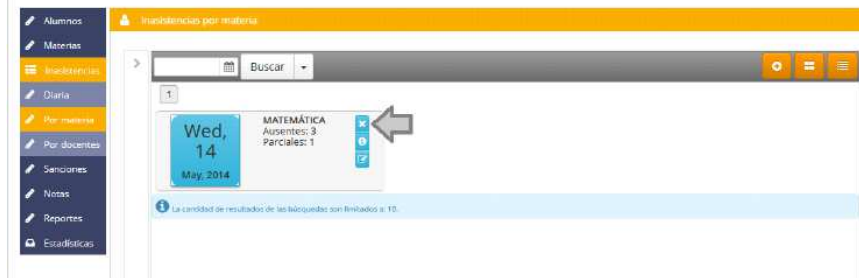 Alumnos
Materias
Inasistencias
Diaria
Por materia
Por docentes
Sanciones
Notas
Reportes
Estadísticas
Inasistencias por materia
Buscar
1
Wed,
14
May, 2014
MATEMÁTICA
Ausentes: 3
Parciales: 1
La cantidad de resultados de las búsquedas son limitados a: 10.